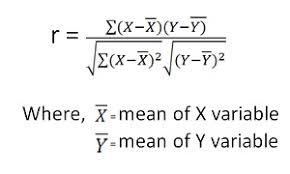 r = Σ(X−X̅)(Y−Y̅) / √Σ(X−X̅)² √(Y−Y̅)²
Where, X̅=mean of X variable
Y̅=mean of Y variable